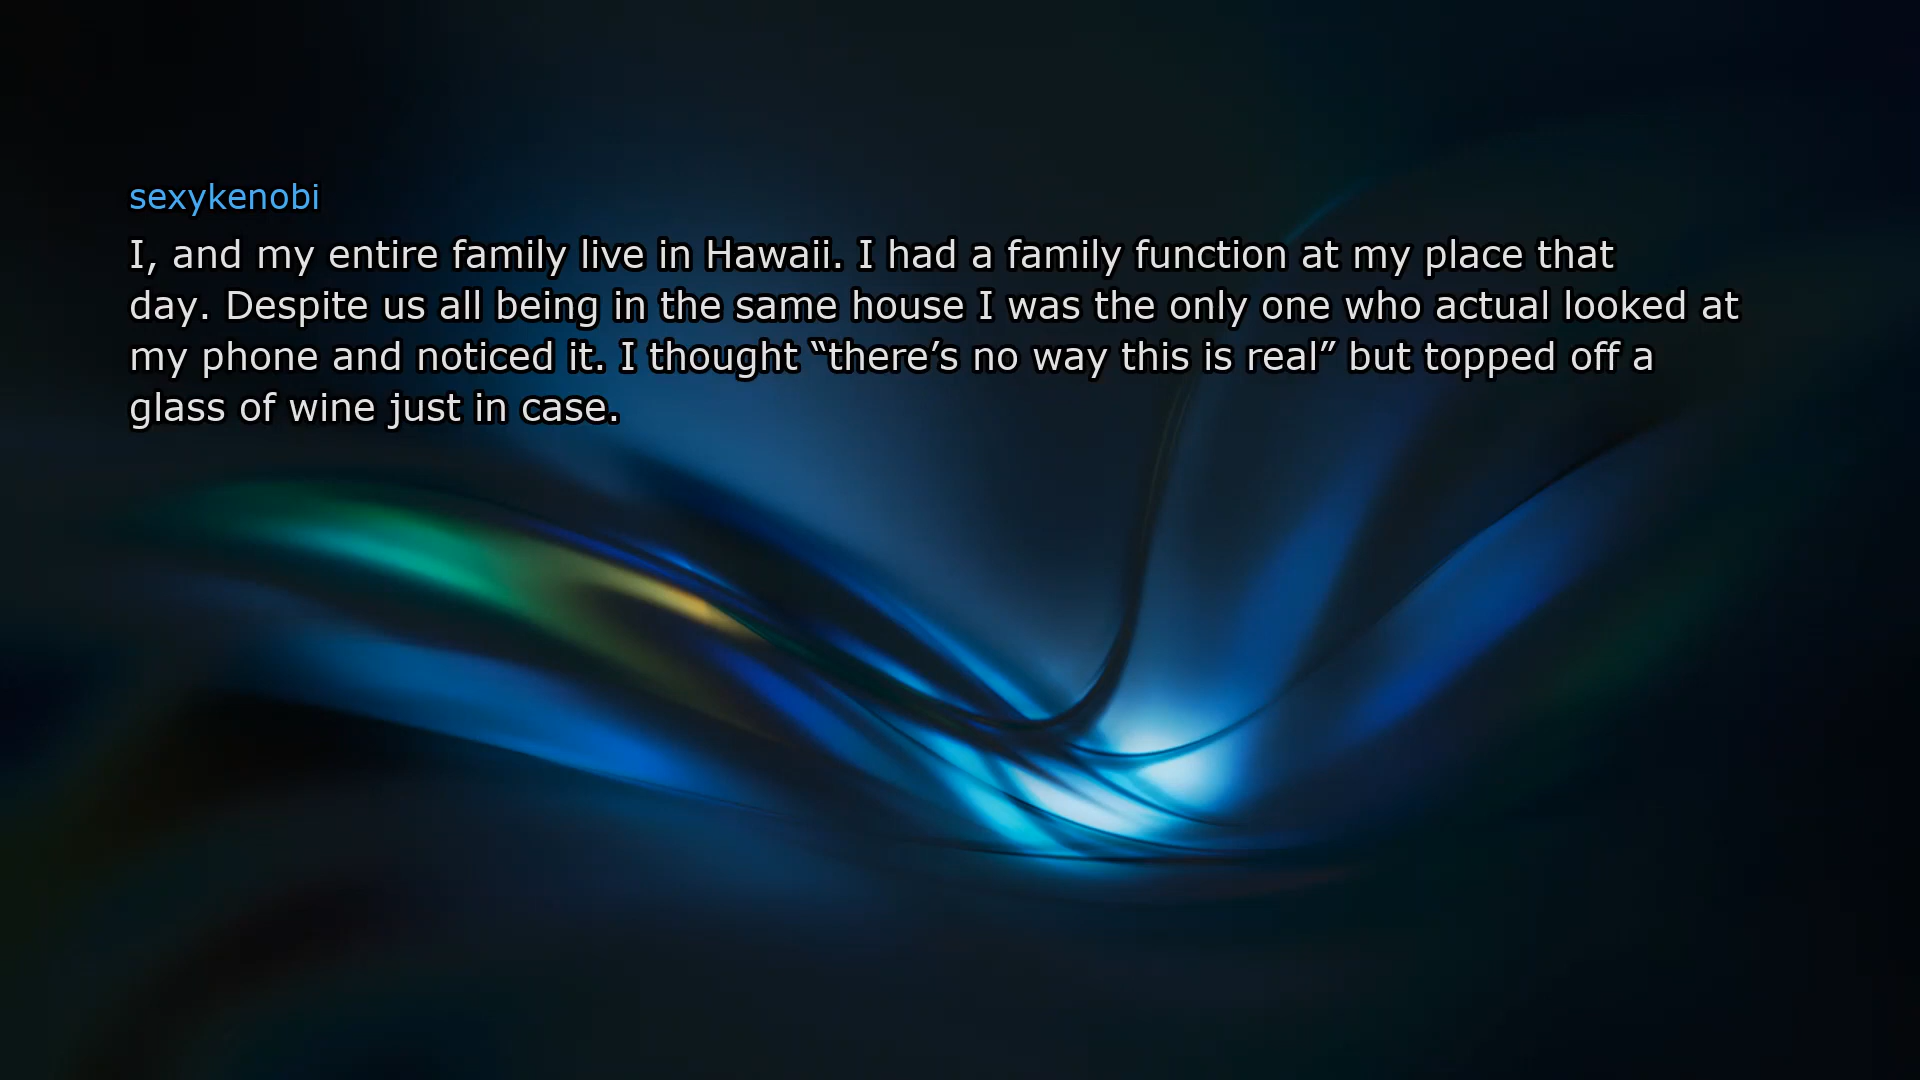 sexykenobi
I, and my entire family live in Hawaii. I had a family function at my place that
day. Despite us all being in the same house I was the only one who actual looked at
my phone and noticed it. I thought “there’s no way this is real” but topped off a
glass of wine just in case.